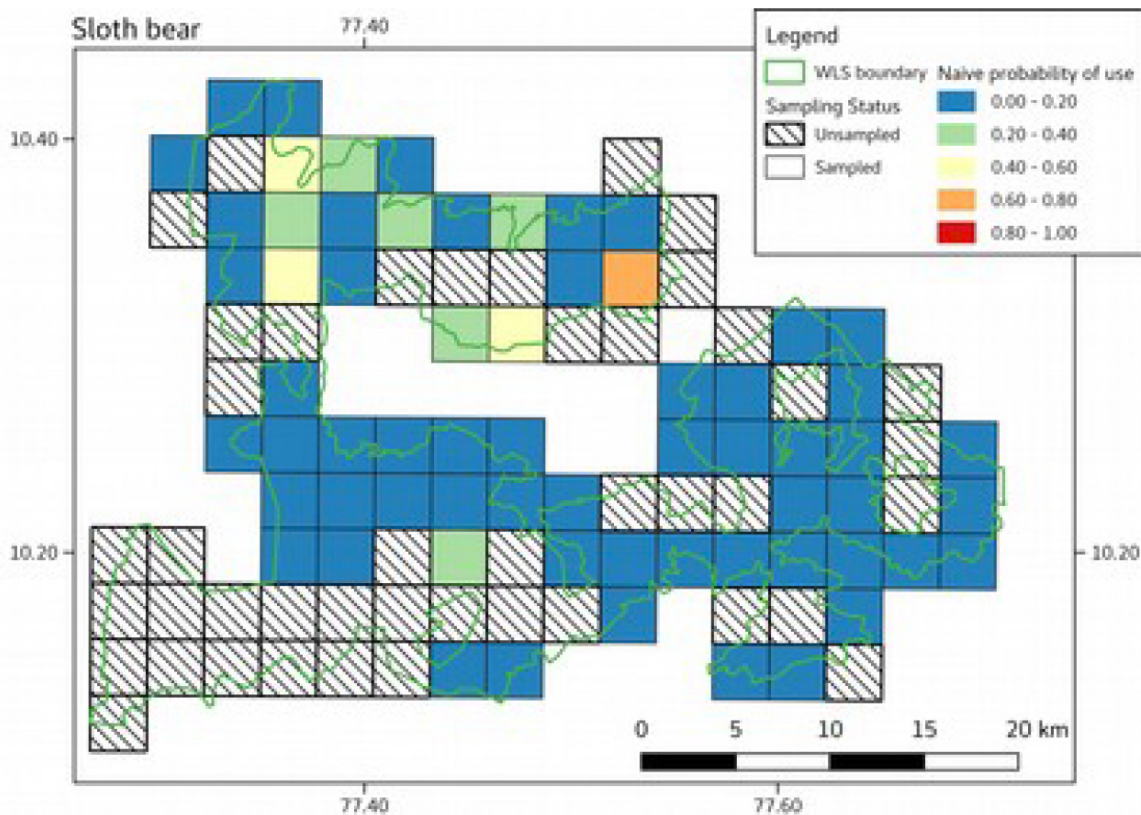 Sloth bear
77.40
Legend
WLS boundary
Naive probability of use
Sampling Status
0.00 - 0.20
Unsampled
0.20 - 0.40
Sampled
0.40 - 0.60
0.60 - 0.80
0.80 - 1.00
10.40
10.20
10.20
0 5 10 15 20 km
77.40
77.60